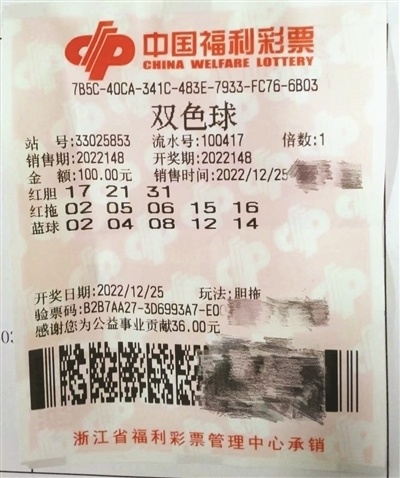 中国福利彩票
CHINA WELFARE LOTTERY
7B5C-40CA-341C-483E-7933-FC76-6B03
双色球
站 号:33025853 流水号:100417 倍数:1
销售期:2022148 开奖期:2022148
金 额:100.00元 销售时间:2022/12/25
红胆 17 21 31
红拖 02 05 06 15 16
蓝球 02 04 08 12 14
开奖日期:2022/12/25 玩法:胆拖
验票码:B2B7AA27-3D6993A7-E0
感谢您为公益事业贡献36.00元
浙江省福利彩票管理中心承销